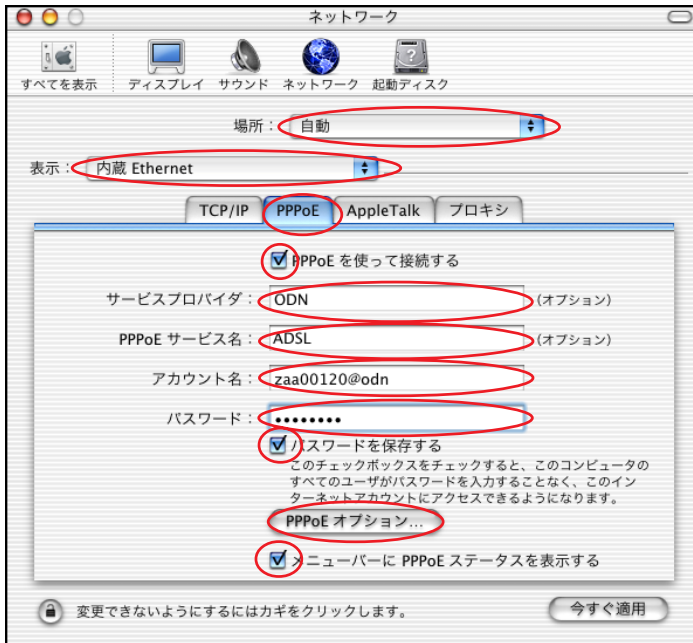 ネットワーク
すべてを表示 ディスプレイ サウンド ネットワーク 起動ディスク
場所： 自動
表示： 内蔵 Ethernet
TCP/IP PPPoE AppleTalk プロキシ
PPPoE を使って接続する
サービスプロバイダ： ODN (オプション)
PPPoE サービス名： ADSL (オプション)
アカウント名： zaa00120@odn
パスワード： ••••••••
パスワードを保存する
このチェックボックスをチェックすると、このコンピュータの
すべてのユーザがパスワードを入力することなく、このイン
ターネットアカウントにアクセスできるようになります。
PPPoE オプション...
メニューバーに PPPoE ステータスを表示する
変更できないようにするにはカギをクリックします。 今すぐ適用